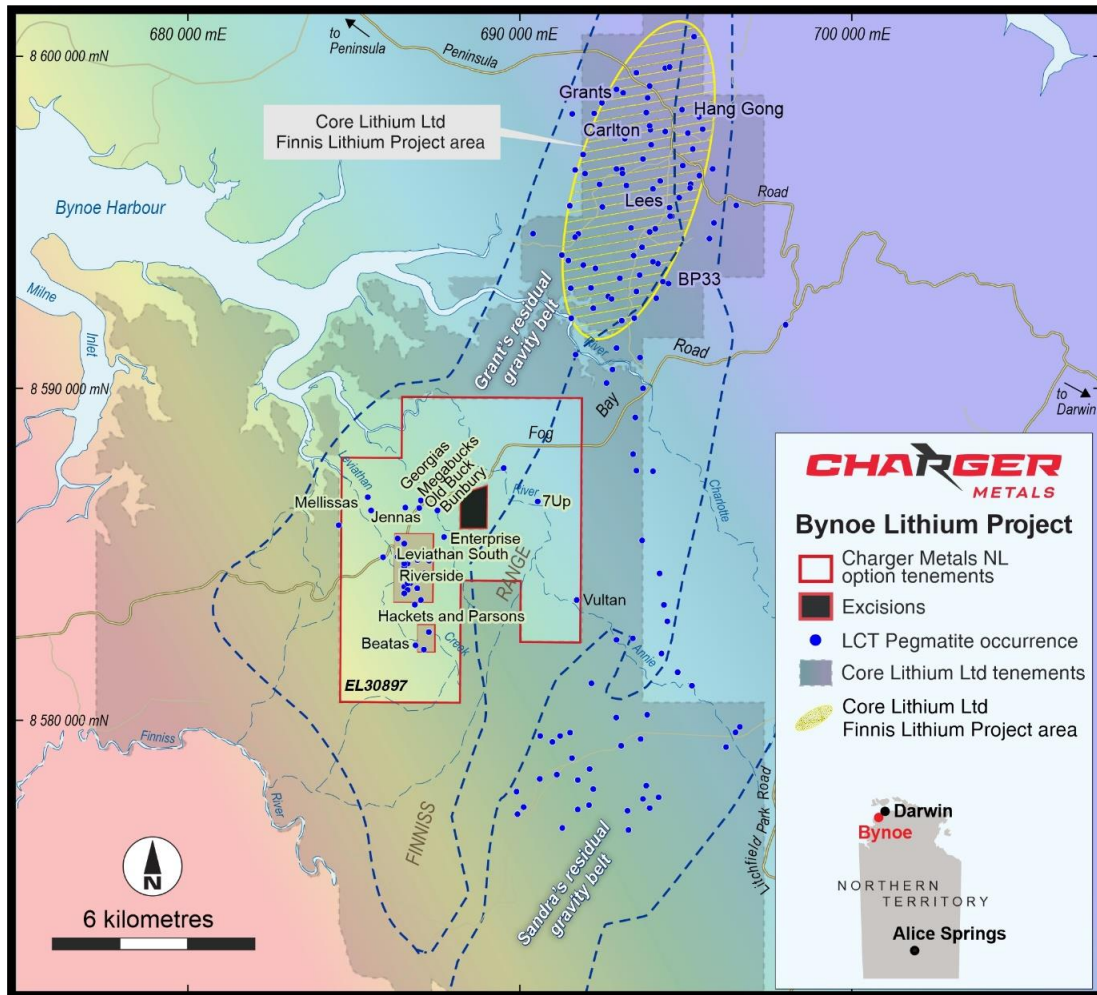 680 000 mE
690 000 mE
700 000 mE
8 600 000 mN
8 590 000 mN
8 580 000 mN
to
Peninsula
Peninsula
Road
Grants
Hang Gong
Carlton
Lees
BP33
Core Lithium Ltd
Finnis Lithium Project area
Bynoe Harbour
Milne
Inlet
Grant's residual
gravity belt
River
Road
Bay
Fog
to
Darwin
Charlotte
Leviathan
Georgias
Megabucks
Old Buck
Bunbury
River
7Up
Mellissas
Jennas
Enterprise
Leviathan South
Riverside
RANGE
Vultan
Hackets and Parsons
Beatas
Creek
Annie
EL30897
Finniss
River
FINNISS
Sandra's residual
gravity belt
Litchfield Park Road
N
6 kilometres
CHARGER
METALS
Bynoe Lithium Project
Charger Metals NL
option tenements
Excisions
LCT Pegmatite occurrence
Core Lithium Ltd tenements
Core Lithium Ltd
Finnis Lithium Project area
Darwin
Bynoe
NORTHERN
TERRITORY
Alice Springs